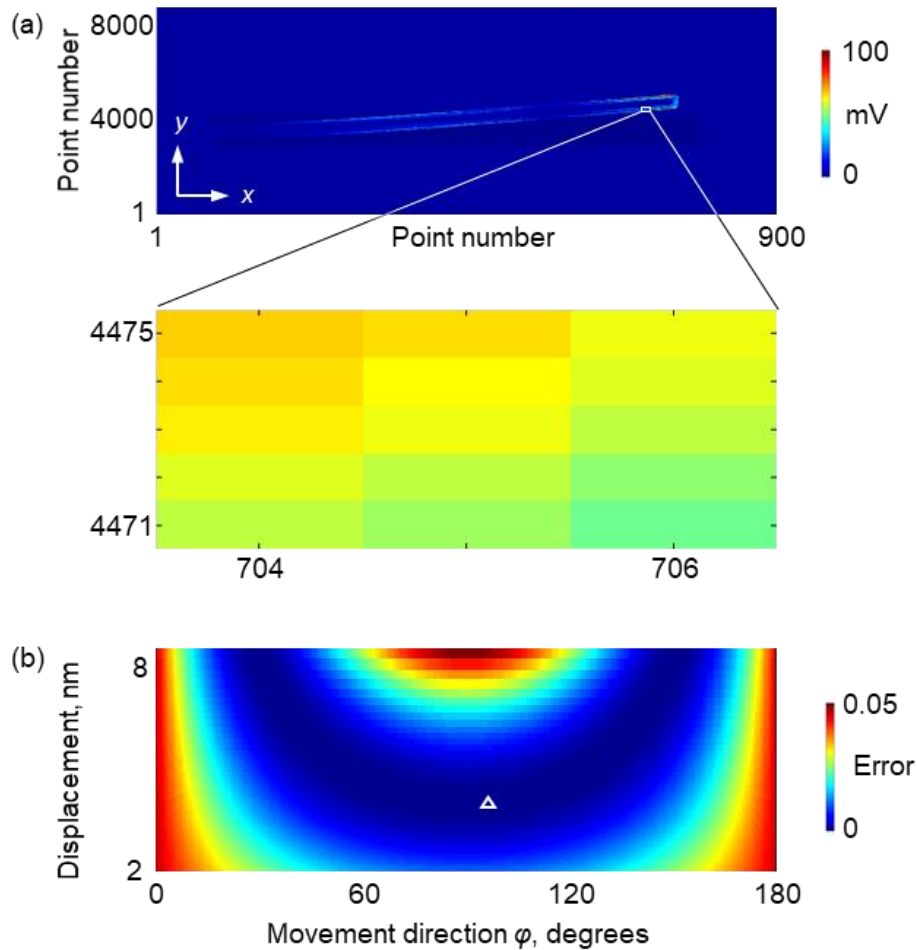 (a)
8000
4000
1
Point number
y
x
1
Point number
900
100
mV
0
4475
4471
704
706
(b)
8
2
Displacement, nm
0
60
120
180
Movement direction φ, degrees
0.05
Error
0